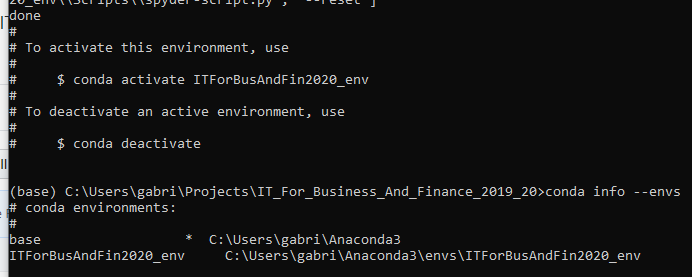 20_env\\Scripts\\spyder-script.py", "--reset"]
done
#
# To activate this environment, use
#
#     $ conda activate ITForBusAndFin2020_env
#
# To deactivate an active environment, use
#
#     $ conda deactivate
(base) C:\Users\gabri\Projects\IT_For_Business_And_Finance_2019_20>conda info --envs
# conda environments:
#
base                  *  C:\Users\gabri\Anaconda3
ITForBusAndFin2020_env     C:\Users\gabri\Anaconda3\envs\ITForBusAndFin2020_env